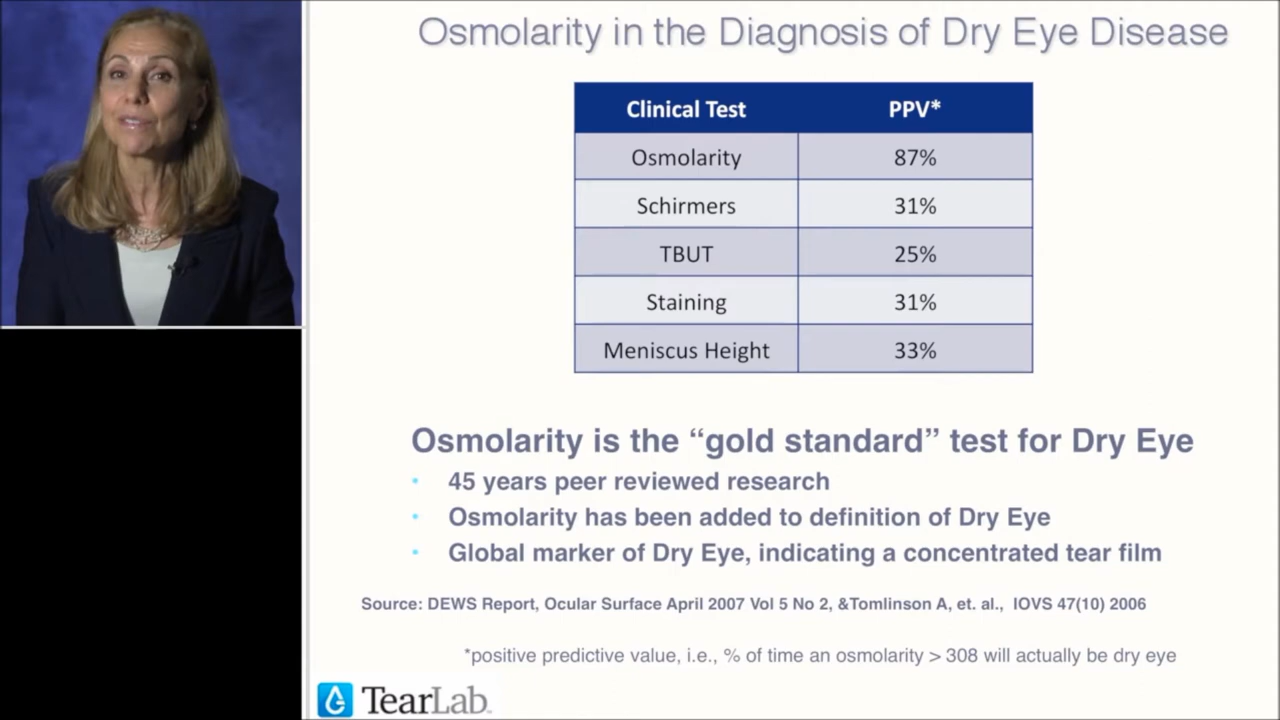 Osmolarity in the Diagnosis of Dry Eye Disease
Clinical Test PPV*
Osmolarity 87%
Schirmers 31%
TBUT 25%
Staining 31%
Meniscus Height 33%
Osmolarity is the “gold standard” test for Dry Eye
• 45 years peer reviewed research
• Osmolarity has been added to definition of Dry Eye
• Global marker of Dry Eye, indicating a concentrated tear film
Source: DEWS Report, Ocular Surface April 2007 Vol 5 No 2, &Tomlinson A, et. al., IOVS 47(10) 2006
*positive predictive value, i.e., % of time an osmolarity > 308 will actually be dry eye
TearLab